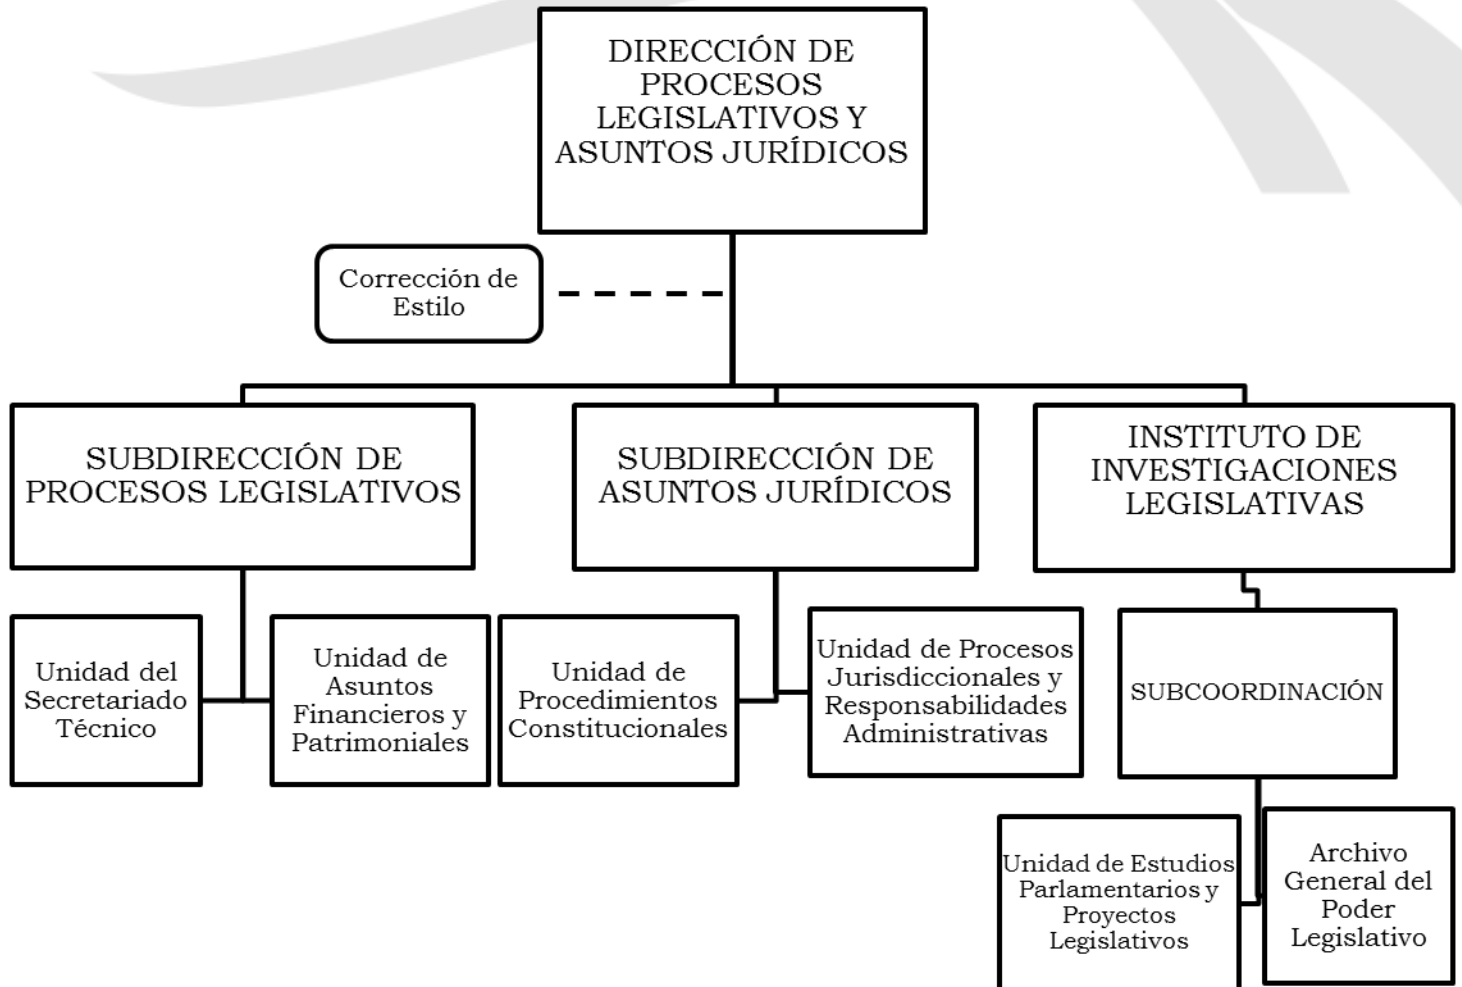 DIRECCIÓN DE
PROCESOS
LEGISLATIVOS Y
ASUNTOS JURÍDICOS
Corrección de
Estilo
SUBDIRECCIÓN DE
PROCESOS LEGISLATIVOS
SUBDIRECCIÓN DE
ASUNTOS JURÍDICOS
INSTITUTO DE
INVESTIGACIONES
LEGISLATIVAS
Unidad del
Secretariado
Técnico
Unidad de
Asuntos
Financieros y
Patrimoniales
Unidad de
Procedimientos
Constitucionales
Unidad de Procesos
Jurisdiccionales y
Responsabilidades
Administrativas
SUBCOORDINACIÓN
Unidad de Estudios
Parlamentarios y
Proyectos
Legislativos
Archivo
General del
Poder
Legislativo